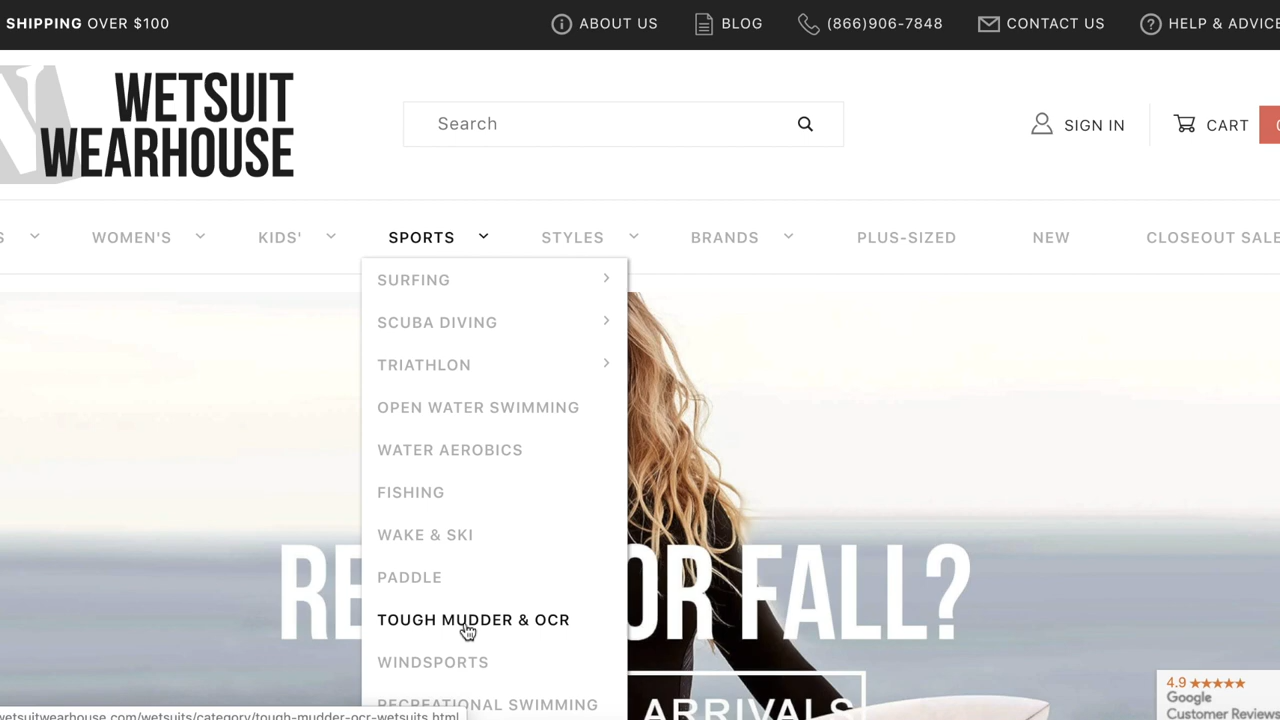 SHIPPING OVER $100
ABOUT US
BLOG
(866)906-7848
CONTACT US
HELP & ADVICE
WETSUIT
WEARHOUSE
Search
SIGN IN
CART
S
WOMEN'S
KIDS'
SPORTS
STYLES
BRANDS
PLUS-SIZED
NEW
CLOSEOUT SALE
SURFING
SCUBA DIVING
TRIATHLON
OPEN WATER SWIMMING
WATER AEROBICS
FISHING
WAKE & SKI
PADDLE
TOUGH MUDDER & OCR
WINDSPORTS
RECREATIONAL SWIMMING
RE OR FALL?
ARRIVALS
4.9 ★★★★★
Google
Customer Reviews
wetsuitwearhouse.com/wetsuits/category/tough-mudder-ocr-wetsuits.html